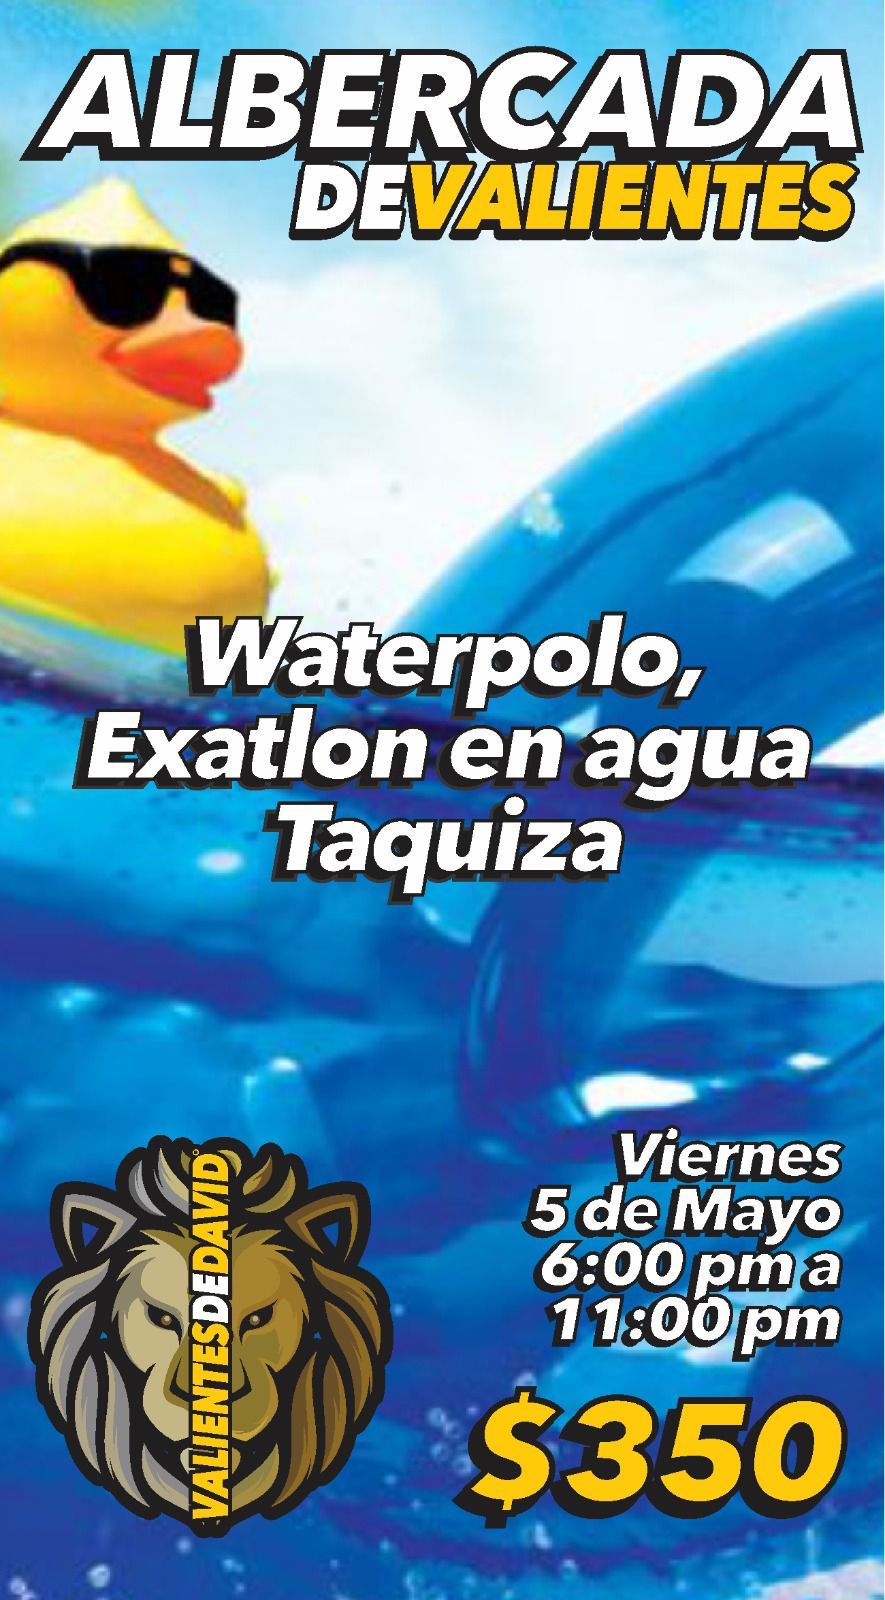 ALBERCADA
DEVALIENTES
Waterpolo,
Exatlon en agua
Taquiza
Viernes
5 de Mayo
6:00 pm a
11:00 pm
$350
VALIENTESDEDAVID